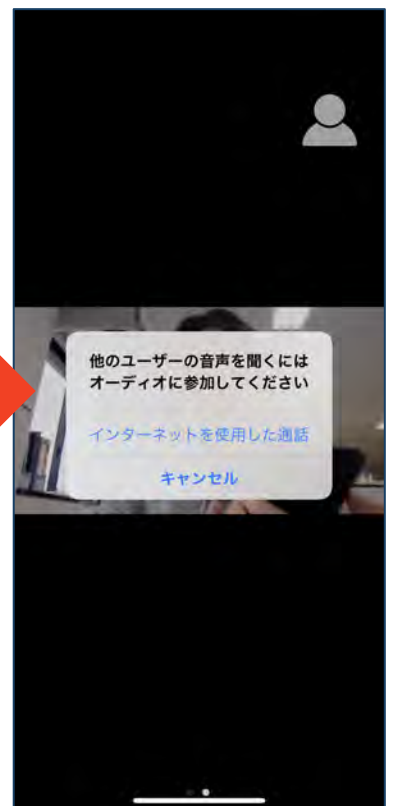 他のユーザーの音声を聞くには
オーディオに参加してください
インターネットを使用した通話
キャンセル